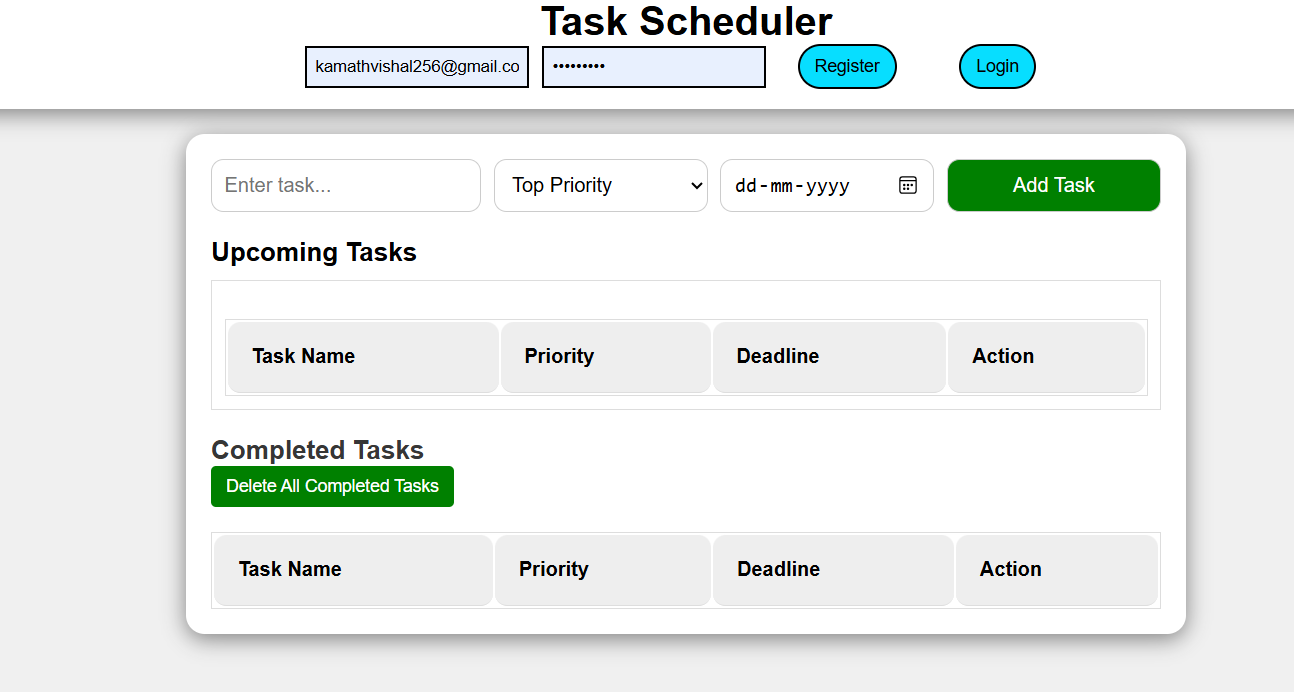 Task Scheduler
kamathvishal256@gmail.co ••••••••• Register Login
Enter task... Top Priority dd-mm-yyyy Add Task
Upcoming Tasks
Task Name Priority Deadline Action
Completed Tasks
Delete All Completed Tasks
Task Name Priority Deadline Action